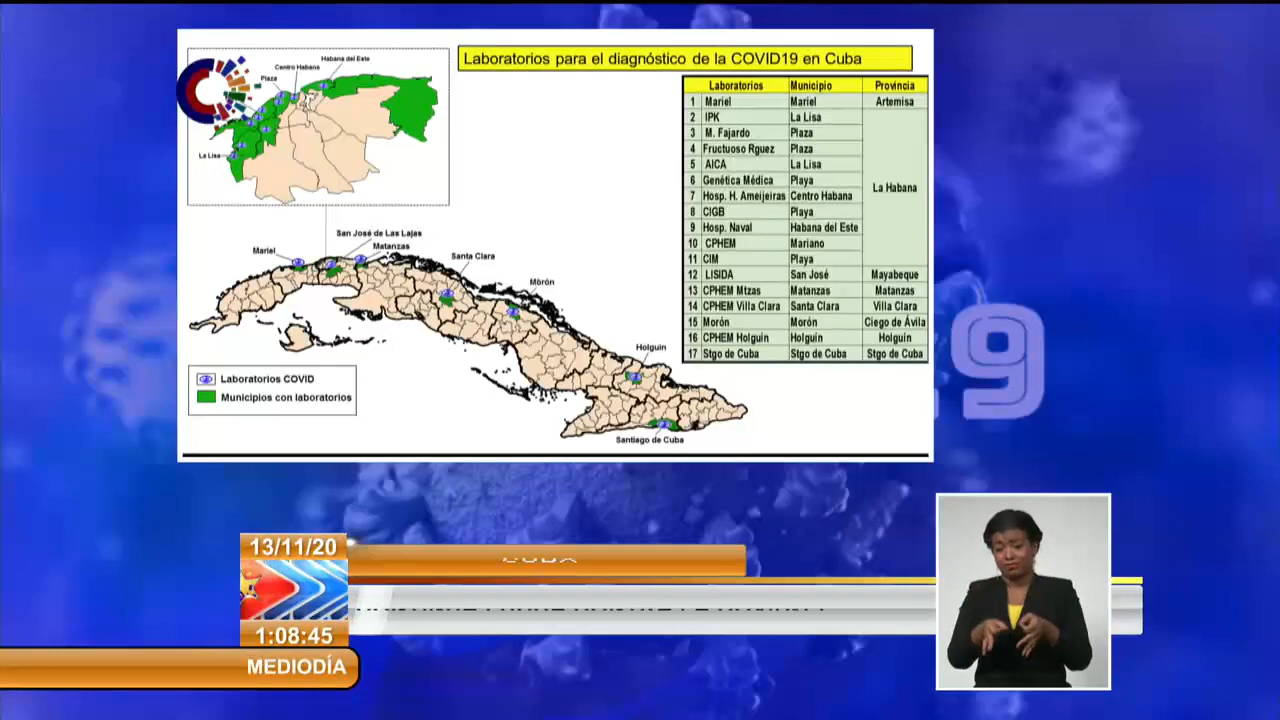 Laboratorios para el diagnóstico de la COVID19 en Cuba
Habana del Este
Centro Habana
Plaza
La Lisa
Laboratorios Municipio Provincia
1 Mariel Mariel Artemisa
2 IPK La Lisa
3 M. Fajardo Plaza
4 Fructuoso Rguez Plaza
5 AICA La Lisa
6 Genética Médica Playa
La Habana
7 Hosp. H. Ameijeiras Centro Habana
8 CIGB Playa
9 Hosp. Naval Habana del Este
10 CPHEM Mariano
11 CIM Playa
12 LISIDA San José Mayabeque
13 CPHEM Mtzas Matanzas Matanzas
14 CPHEM Villa Clara Santa Clara Villa Clara
15 Morón Morón Ciego de Ávila
16 CPHEM Holguin Holguín Holguín
17 Stgo de Cuba Stgo de Cuba Stgo de Cuba
San José de Las Lajas
Mariel
Matanzas
Santa Clara
Mórón
Holguin
Santiago de Cuba
Laboratorios COVID
Municipios con laboratorios
19
13/11/20
1:08:45
MEDIODÍA